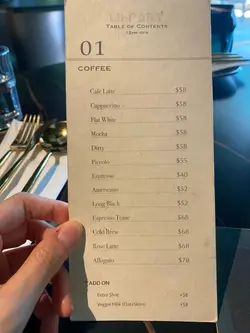 LIBRARY
TABLE OF CONTENTS
01
COFFEE
Café Latte $58
Cappuccino $58
Flat White $58
Mocha $58
Dirty $58
Piccolo $55
Espresso $40
Americano $52
Long Black $52
Espresso Tonic $68
Cold Brew $68
Rose Latte $68
Affogato $78
ADD ON
Extra Shot +$8